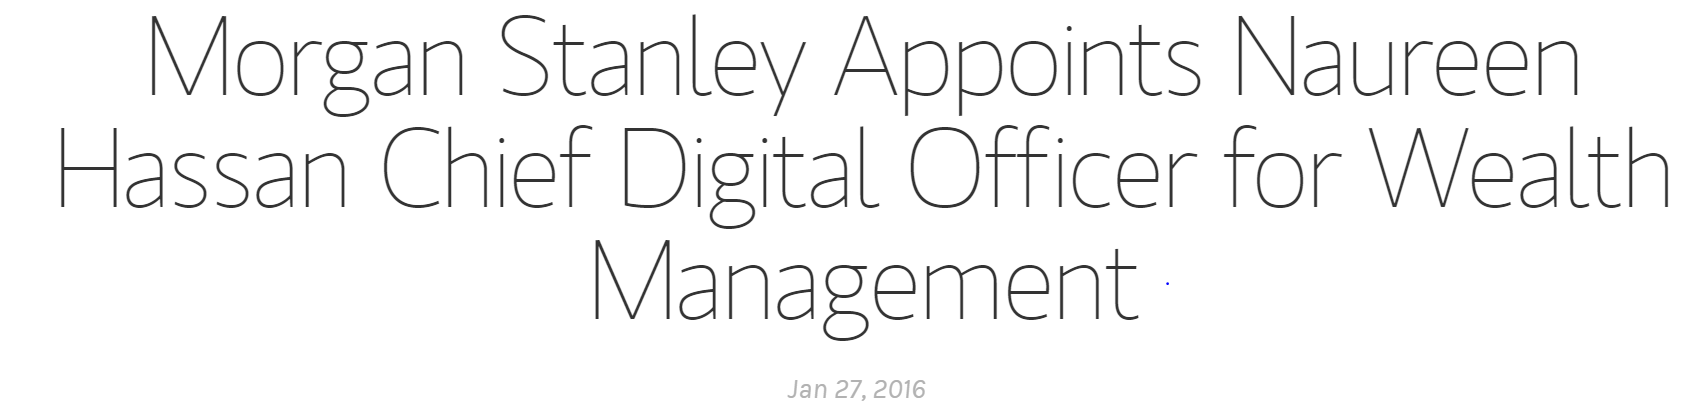 Morgan Stanley Appoints Naureen
Hassan Chief Digital Officer for Wealth
Management
Jan 27, 2016